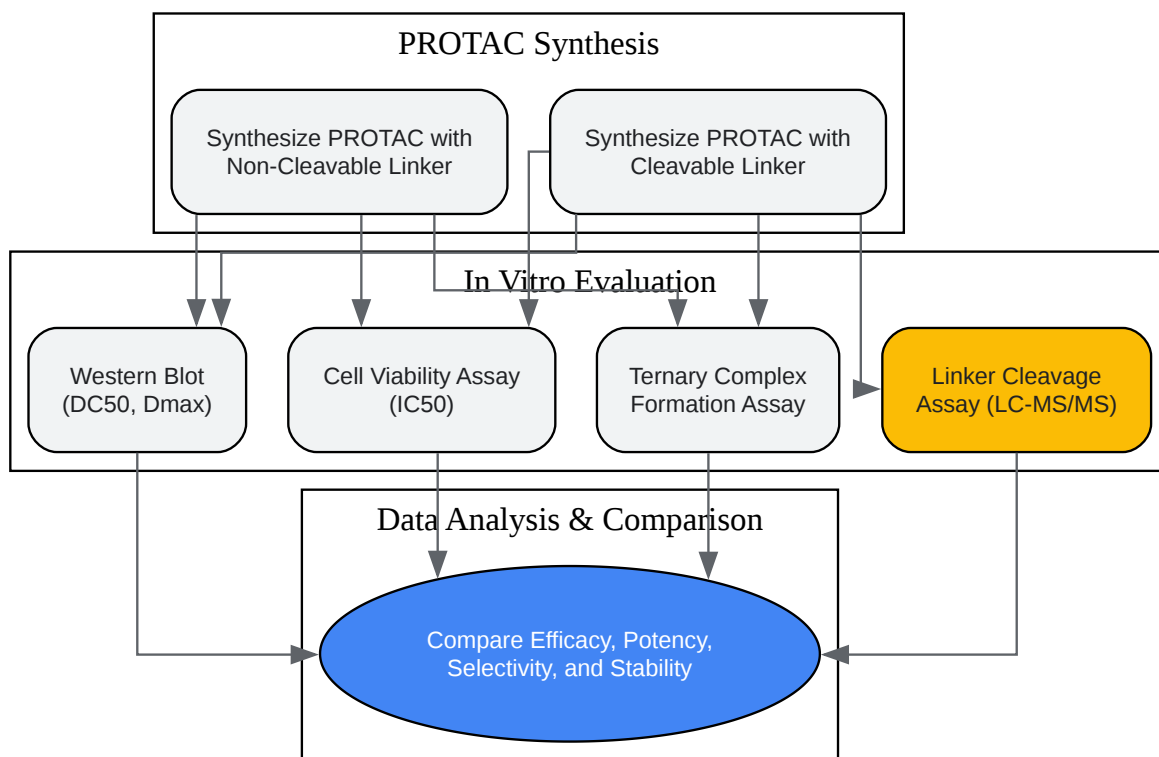 PROTAC Synthesis
Synthesize PROTAC with
Non-Cleavable Linker
Synthesize PROTAC with
Cleavable Linker
In Vitro Evaluation
Western Blot
(DC50, Dmax)
Cell Viability Assay
(IC50)
Ternary Complex
Formation Assay
Linker Cleavage
Assay (LC-MS/MS)
Data Analysis & Comparison
Compare Efficacy, Potency,
Selectivity, and Stability